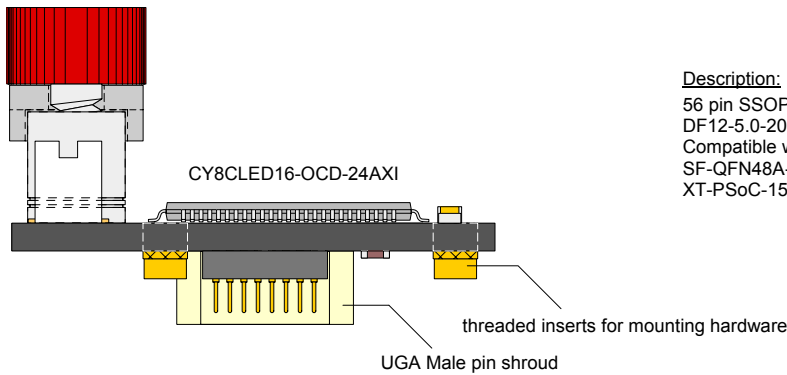 CY8CLED16-OCD-24AXI
Description:
56 pin SSOP
DF12-5.0-20
Compatible
SF-QFN48A-
XT-PSoC-15
threaded inserts for mounting hardware
UGA Male pin shroud